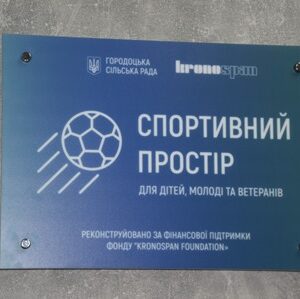 ГОРОДОЦЬКА
СІЛЬСЬКА РАДА
kronospan
СПОРТИВНИЙ
ПРОСТІР
ДЛЯ ДІТЕЙ, МОЛОДІ ТА ВЕТЕРАНІВ
РЕКОНСТРУЙОВАНО ЗА ФІНАНСОВОЇ ПІДТРИМКИ
ФОНДУ "KRONOSPAN FOUNDATION»